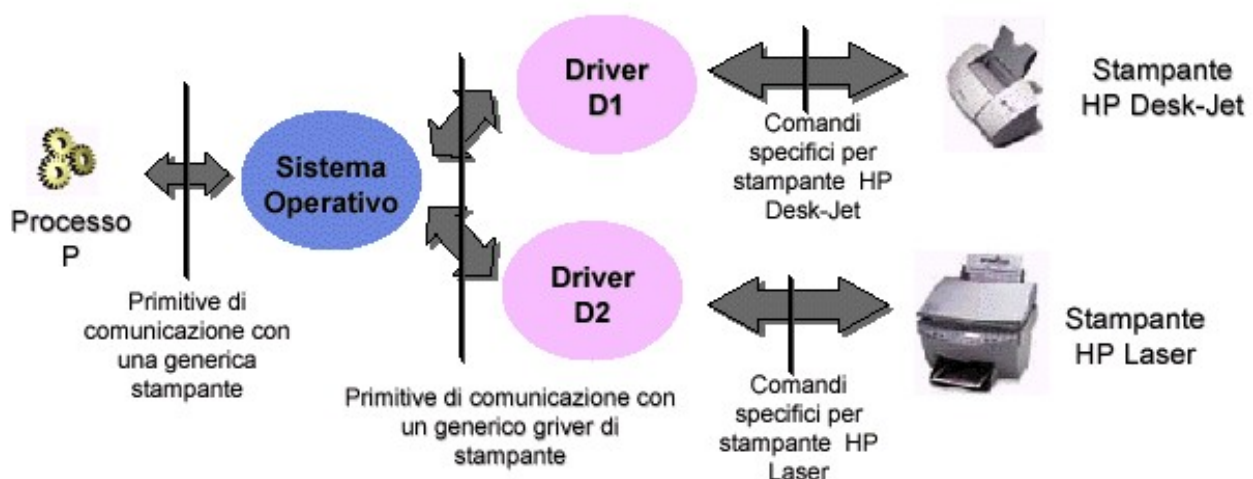 Processo
P
Primitive di
comunicazione con
una generica
stampante
Sistema
Operativo
Primitive di comunicazione con
un generico griver di
stampante
Driver
D1
Comandi
specifici per
stampante HP
Desk-Jet
Stampante
HP Desk-Jet
Driver
D2
Comandi
specifici per
stampante HP
Laser
Stampante
HP Laser